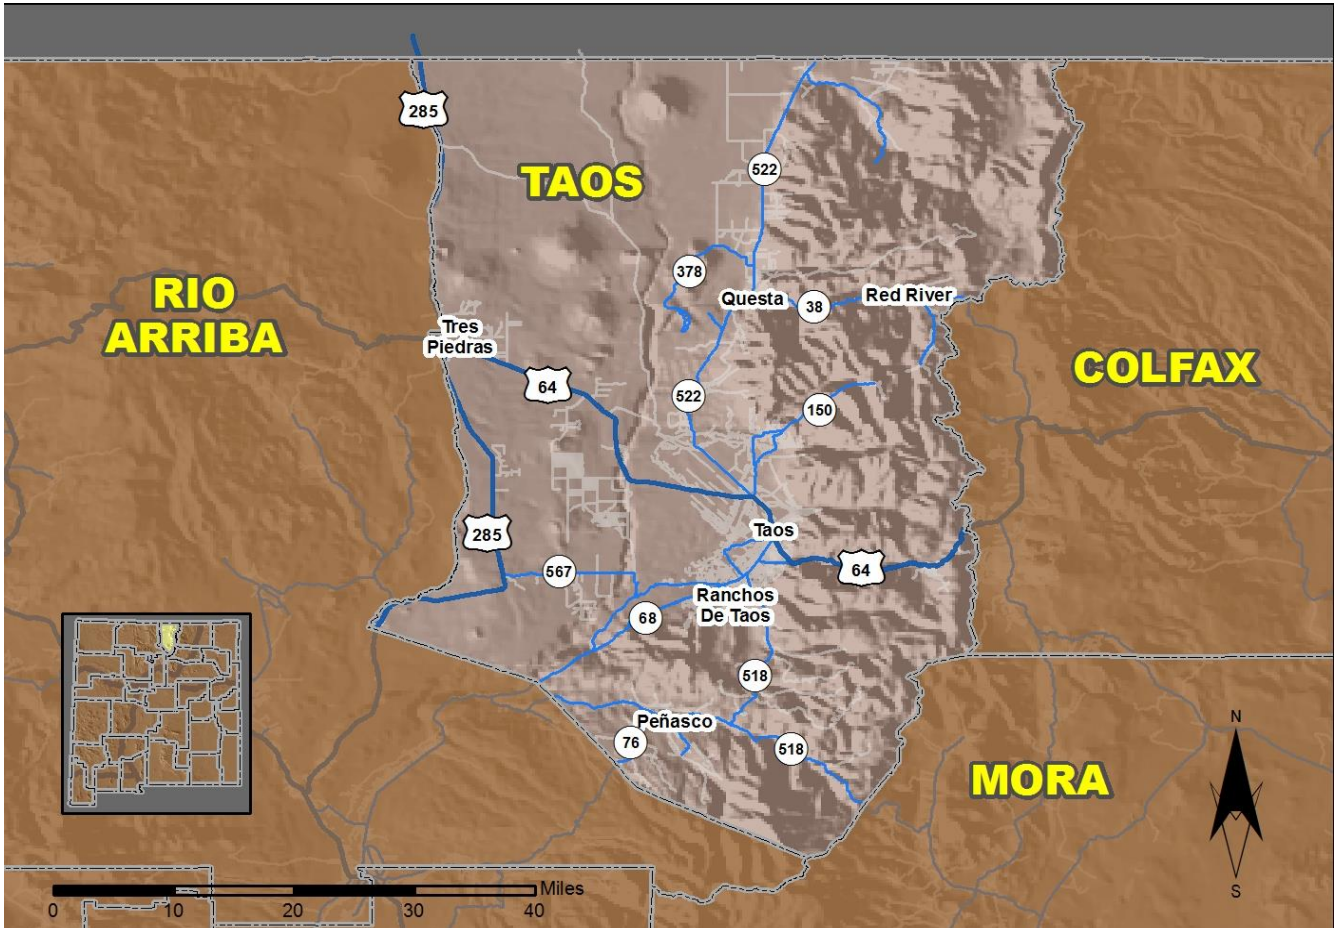 285
TAOS
522
RIO
ARRIBA
378
Questa
38
Red River
Tres
Piedras
64
522
150
COLFAX
285
Taos
567
64
Ranchos
De Taos
68
518
Peñasco
76
518
MORA
N
S
Miles
0 10 20 30 40